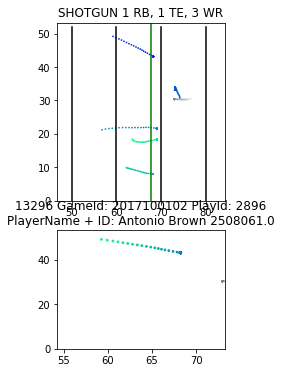 SHOTGUN 1 RB, 1 TE, 3 WR
50
40
30
20
10
0
50 60 70 80
13296 GameId: 2017100102 PlayId: 2896
PlayerName + ID: Antonio Brown 2508061.0
40
20
0
55 60 65 70